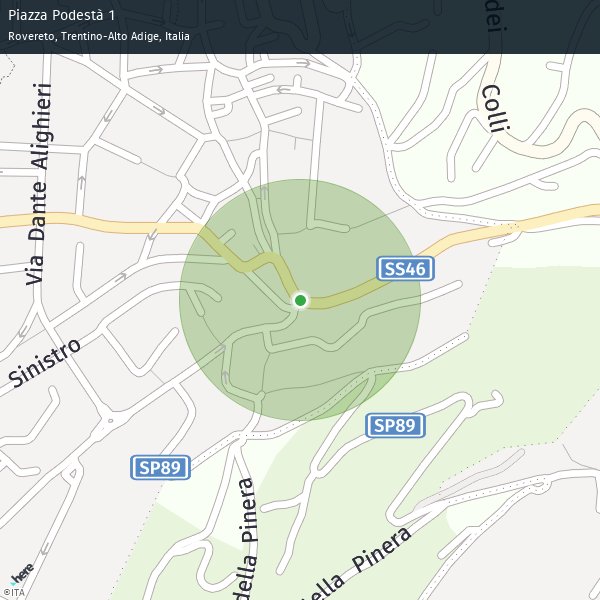 Piazza Podestà 1
Rovereto, Trentino-Alto Adige, Italia
dei
Colli
Via Dante Alighieri
SS46
Sinistro
SP89
SP89
della Pinera
della Pinera
here
©ITA